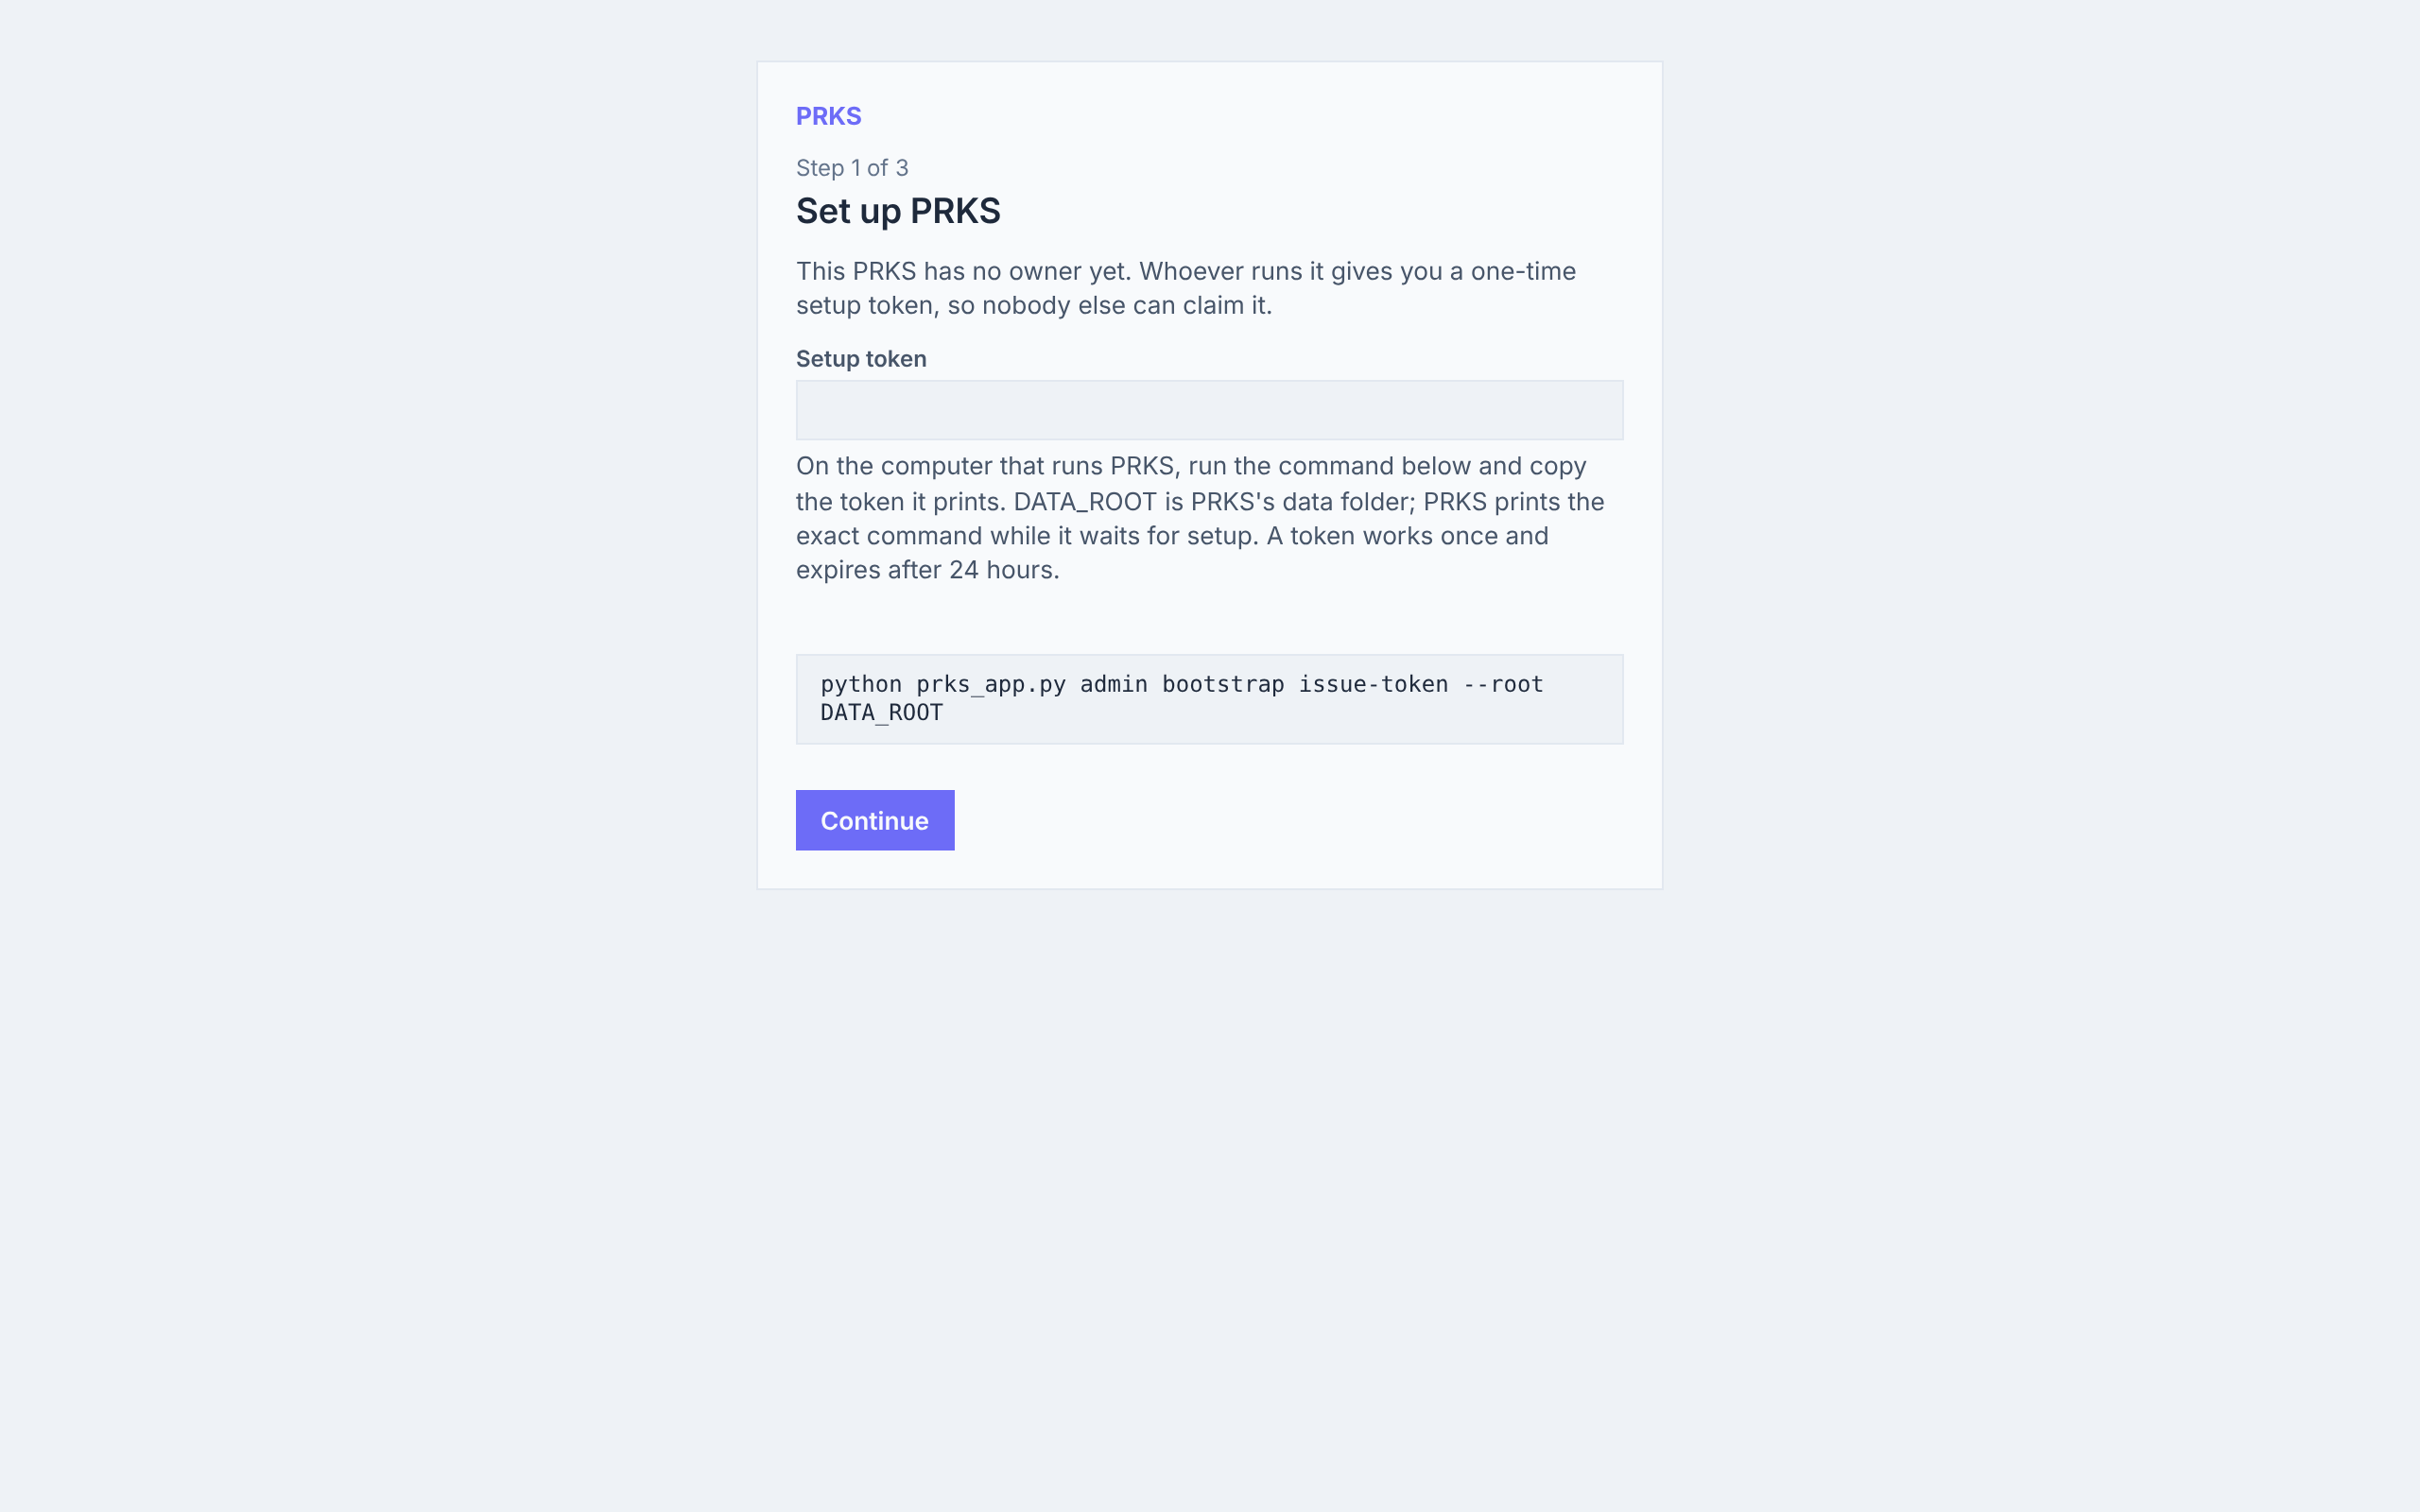 PRKS
Step 1 of 3
Set up PRKS
This PRKS has no owner yet. Whoever runs it gives you a one-time
setup token, so nobody else can claim it.
Setup token
On the computer that runs PRKS, run the command below and copy
the token it prints. DATA_ROOT is PRKS's data folder; PRKS prints the
exact command while it waits for setup. A token works once and
expires after 24 hours.
python prks_app.py admin bootstrap issue-token --root
DATA_ROOT
Continue